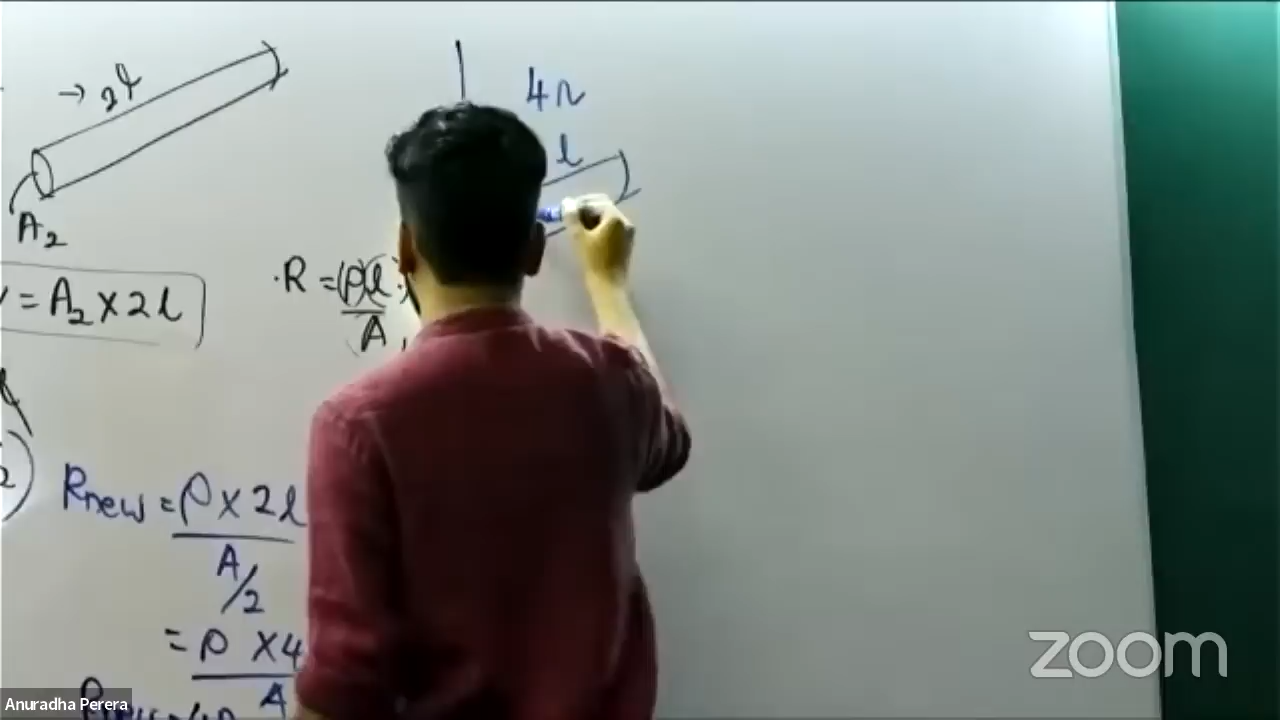 → 2l
4Ω
l
A₂
R = ρl
A
V = A₂ × 2l
Rnew = ρ × 2l
A/2
= ρ × 4
A
zoom
Anuradha Perera